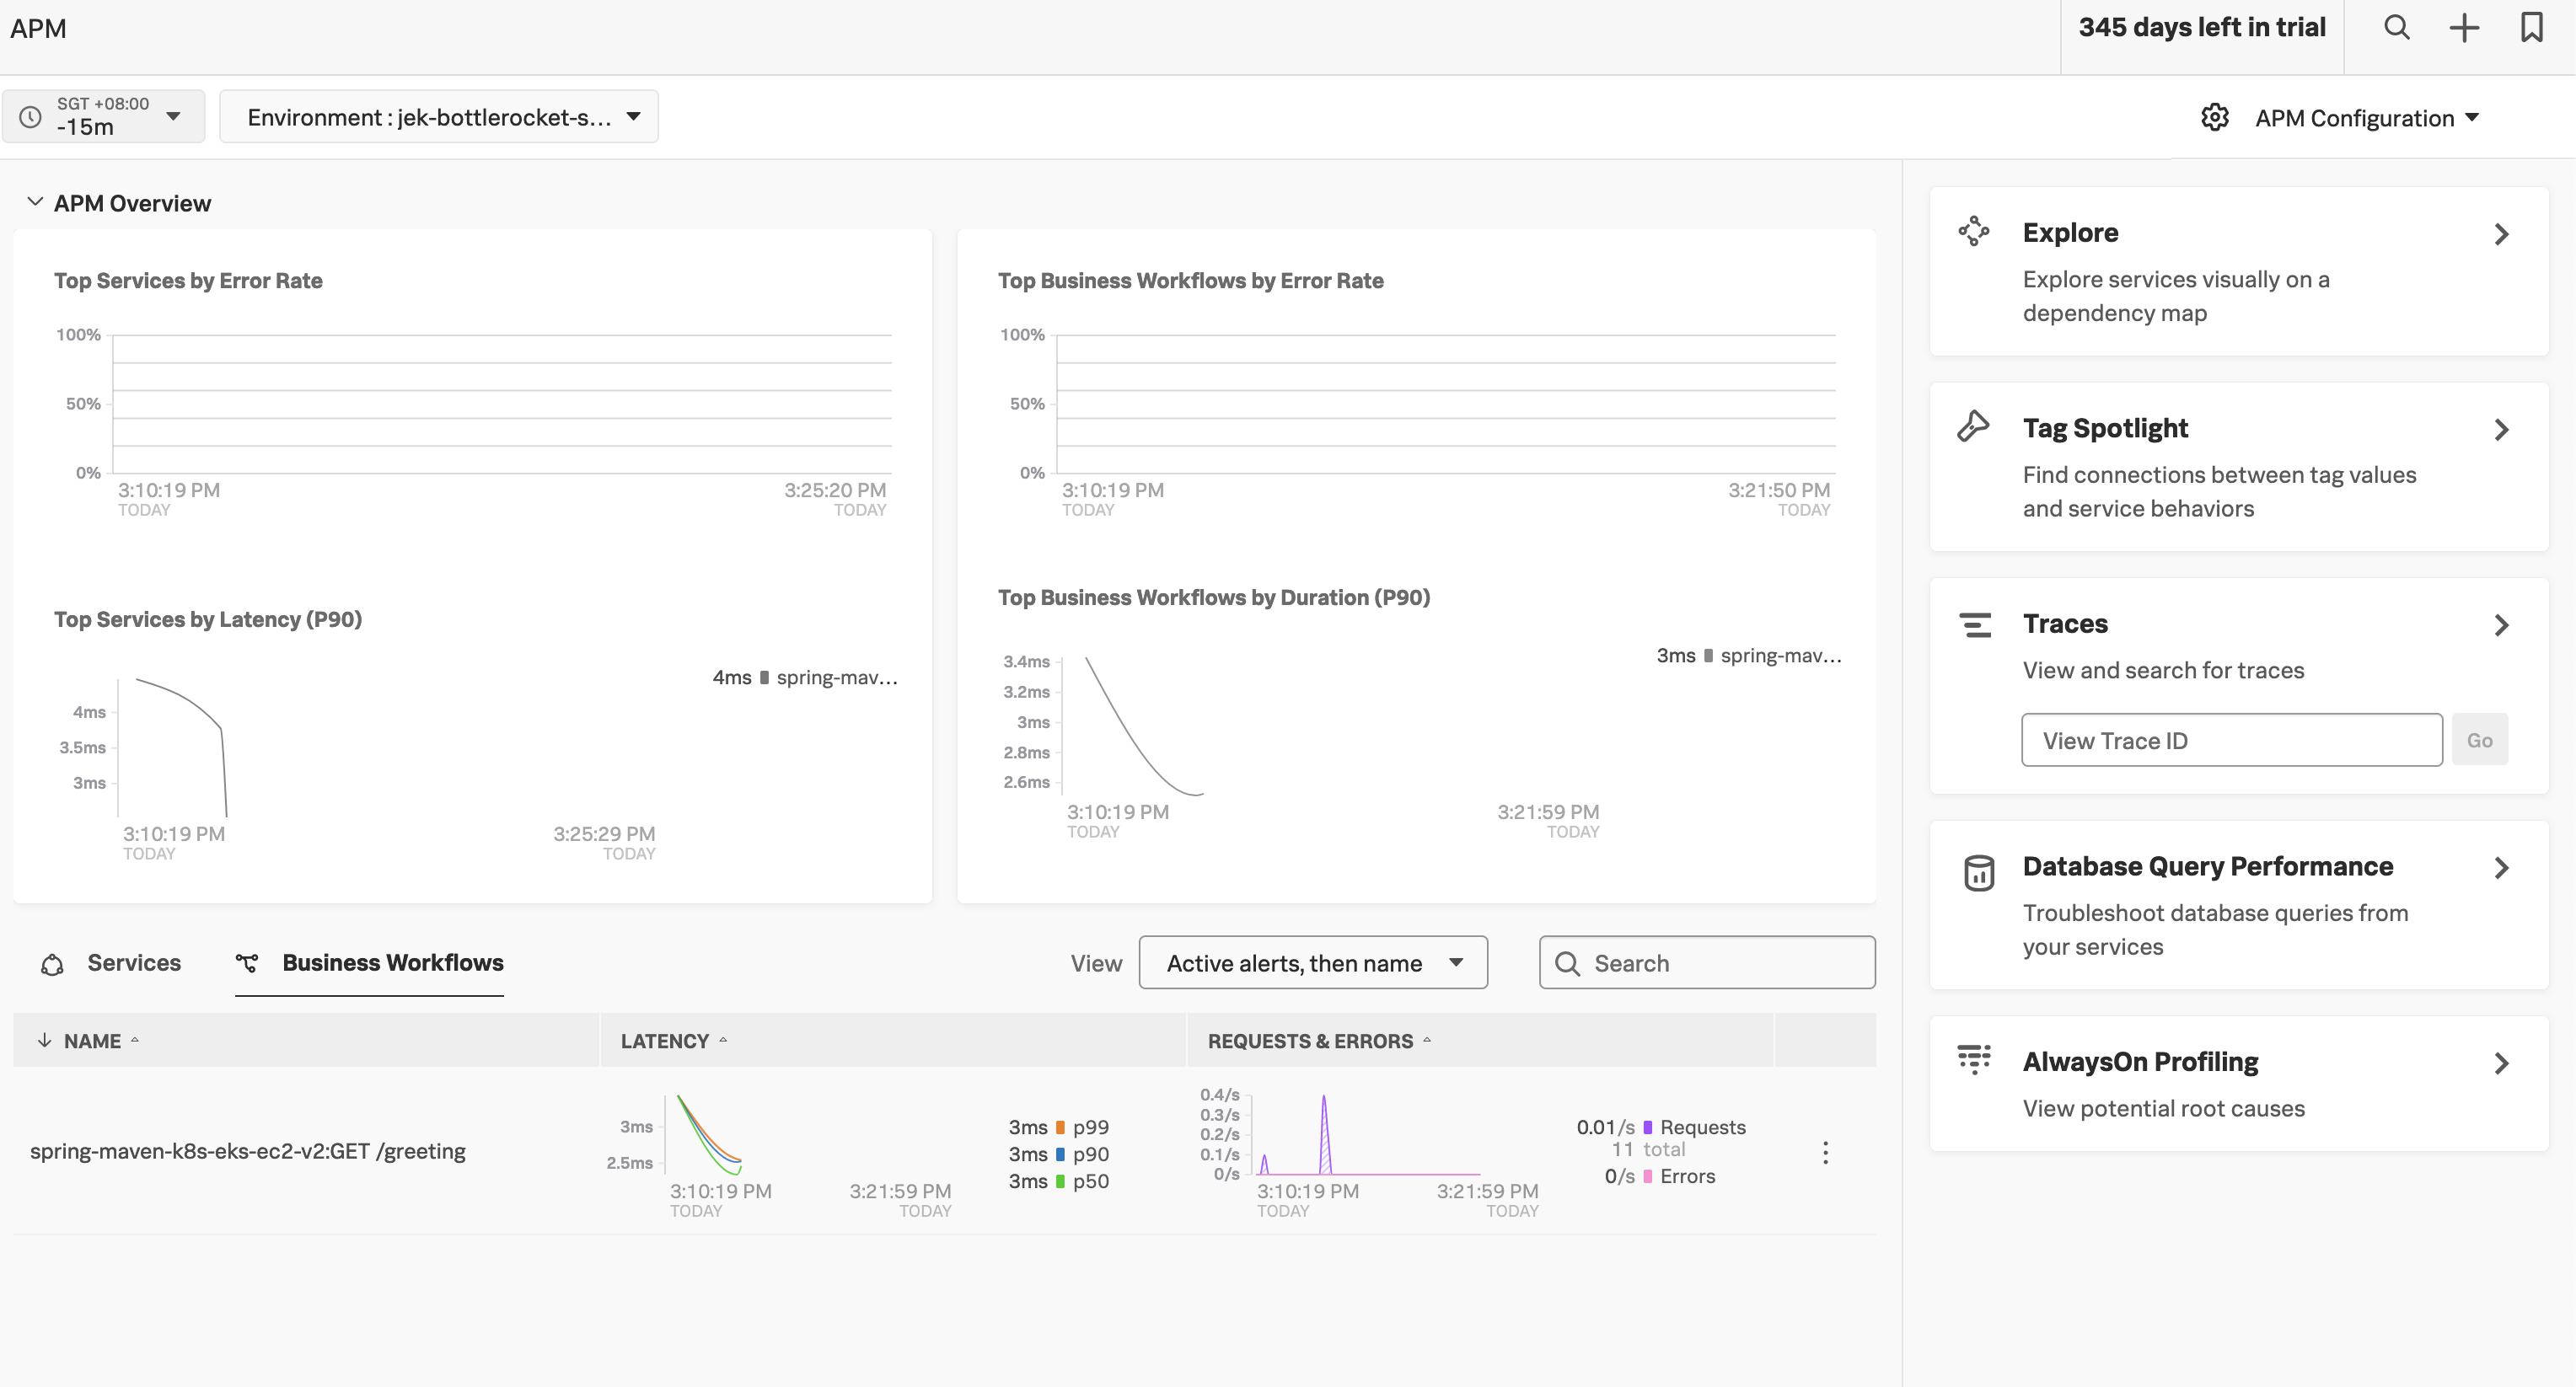 APM
345 days left in trial
SGT +08:00
-15m
Environment : jek-bottlerocket-s...
APM Configuration
APM Overview
Top Services by Error Rate
100%
50%
0%
3:10:19 PM
TODAY
3:25:20 PM
TODAY
Top Services by Latency (P90)
4ms
3.5ms
3ms
3:10:19 PM
TODAY
3:25:29 PM
TODAY
4ms spring-mav...
Top Business Workflows by Error Rate
100%
50%
0%
3:10:19 PM
TODAY
3:21:50 PM
TODAY
Top Business Workflows by Duration (P90)
3.4ms
3.2ms
3ms
2.8ms
2.6ms
3:10:19 PM
TODAY
3:21:59 PM
TODAY
3ms spring-mav...
Services
Business Workflows
View
Active alerts, then name
Search
NAME
LATENCY
REQUESTS & ERRORS
spring-maven-k8s-eks-ec2-v2:GET /greeting
3ms
2.5ms
3:10:19 PM
TODAY
3:21:59 PM
TODAY
3ms p99
3ms p90
3ms p50
0.4/s
0.3/s
0.2/s
0.1/s
0/s
3:10:19 PM
TODAY
3:21:59 PM
TODAY
0.01/s Requests
11 total
0/s Errors
Explore
Explore services visually on a
dependency map
Tag Spotlight
Find connections between tag values
and service behaviors
Traces
View and search for traces
View Trace ID
Go
Database Query Performance
Troubleshoot database queries from
your services
AlwaysOn Profiling
View potential root causes